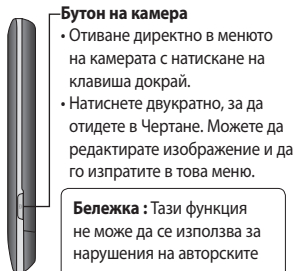 Бутон на камера
• Отиване директно в менюто
на камерата с натискане на
клавиша докрай.
• Натиснете двукратно, за да
отидете в Чертане. Можете да
редактирате изображение и да
го изпратите в това меню.
Бележка : Тази функция
не може да се използва за
нарушения на авторските